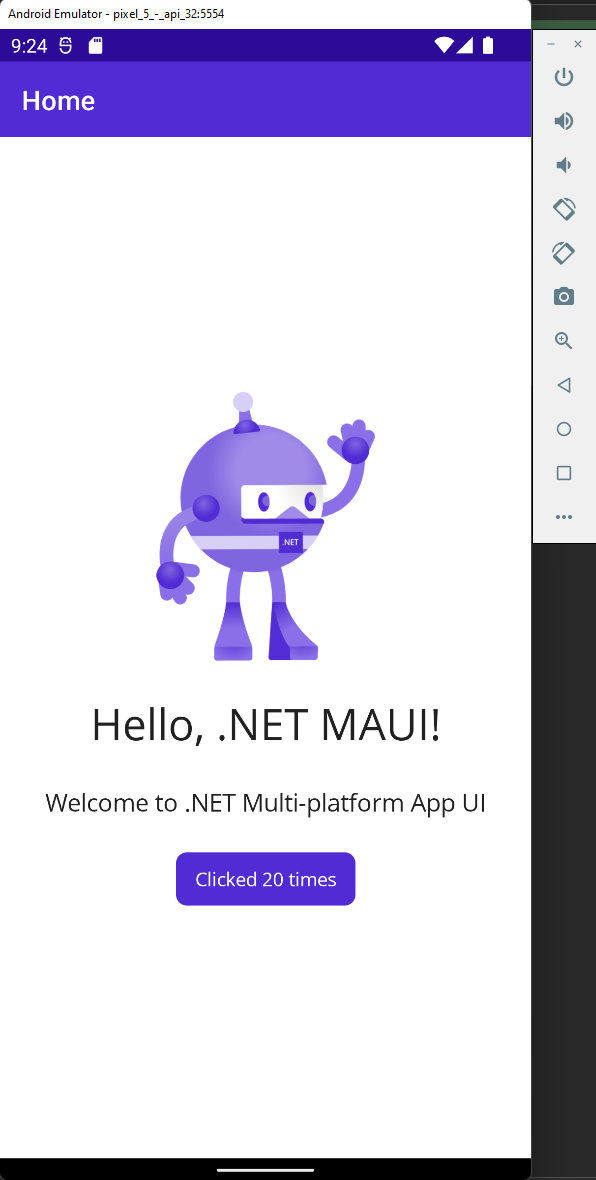 Android Emulator - pixel_5_-_api_32:5554
9:24
Home
.NET
Hello, .NET MAUI!
Welcome to .NET Multi-platform App UI
Clicked 20 times